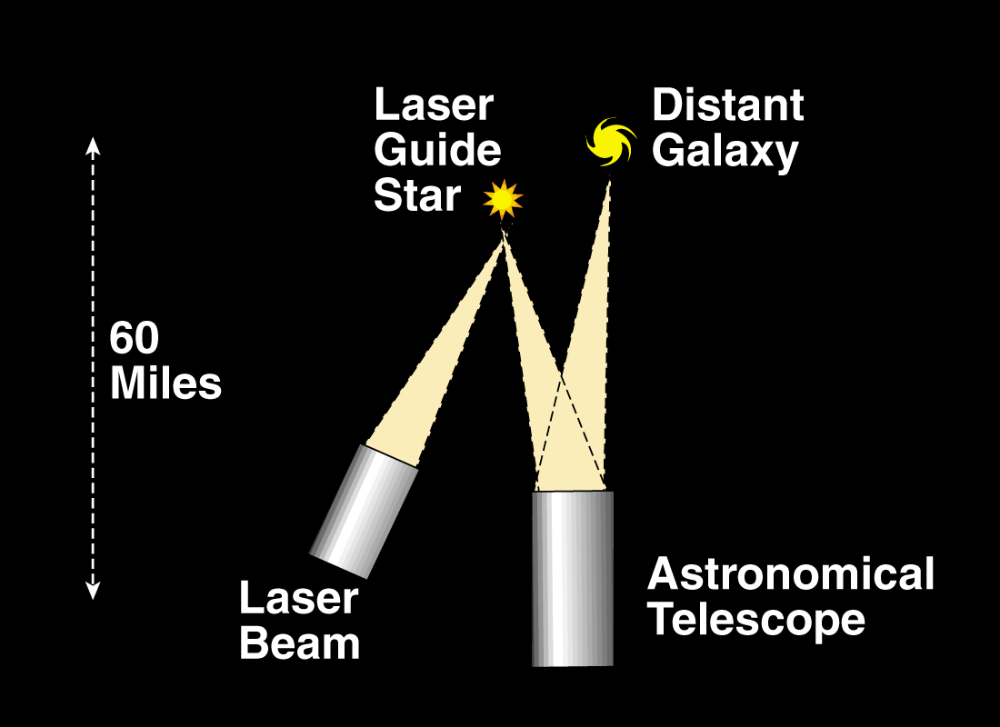 Laser
Guide
Star
Distant
Galaxy
60
Miles
Laser
Beam
Astronomical
Telescope